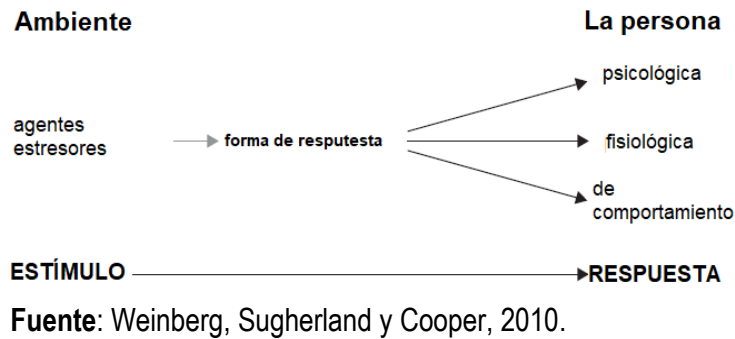 Ambiente
La persona
psicológica
agentes
estresores
forma de resputesta
fisiológica
de
comportamiento
ESTÍMULO
RESPUESTA
Fuente: Weinberg, Sugherland y Cooper, 2010.